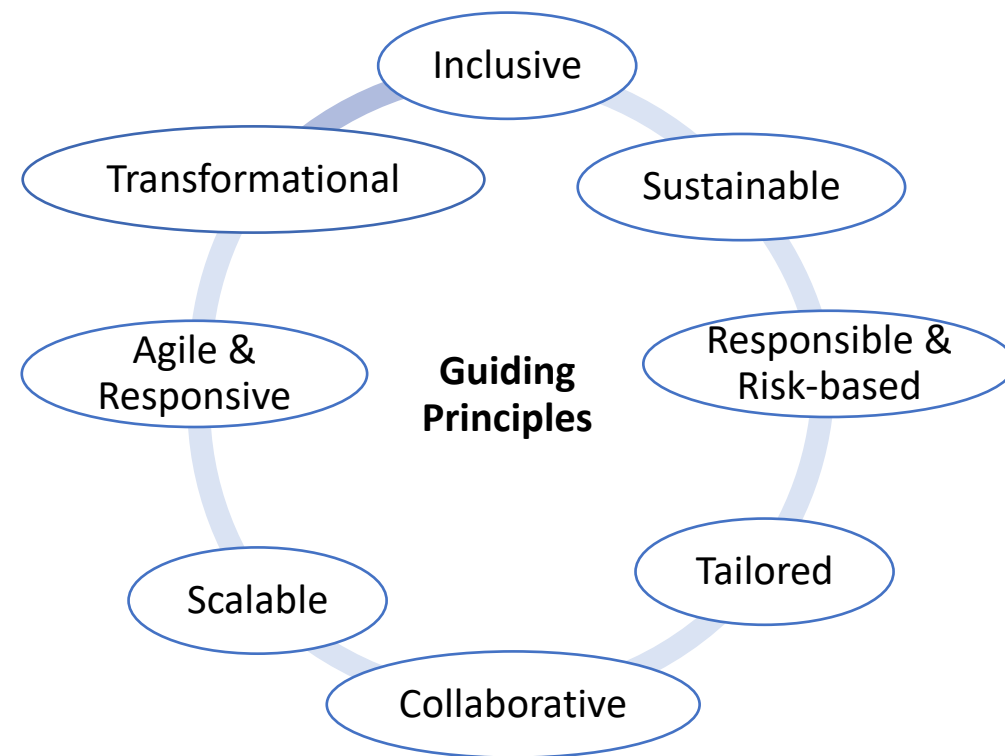 Inclusive
Transformational
Sustainable
Agile &
Responsive
Guiding
Principles
Responsible &
Risk-based
Scalable
Tailored
Collaborative